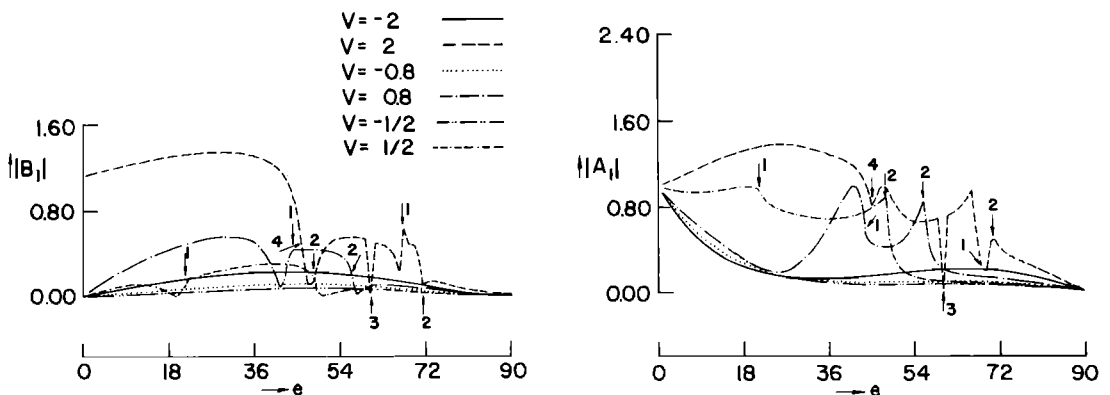 V = -2
V = 2
V = -0.8
V = 0.8
V = -1/2
V = 1/2
1.60
↑|B₁|
0.80
0.00
1
4
1
2
2
1
3
2
0 18 36 54 72 90
→ e
2.40
1.60
↑|A₁|
0.80
0.00
1
4
2
2
1
1
2
3
0 18 36 54 72 90
→ e